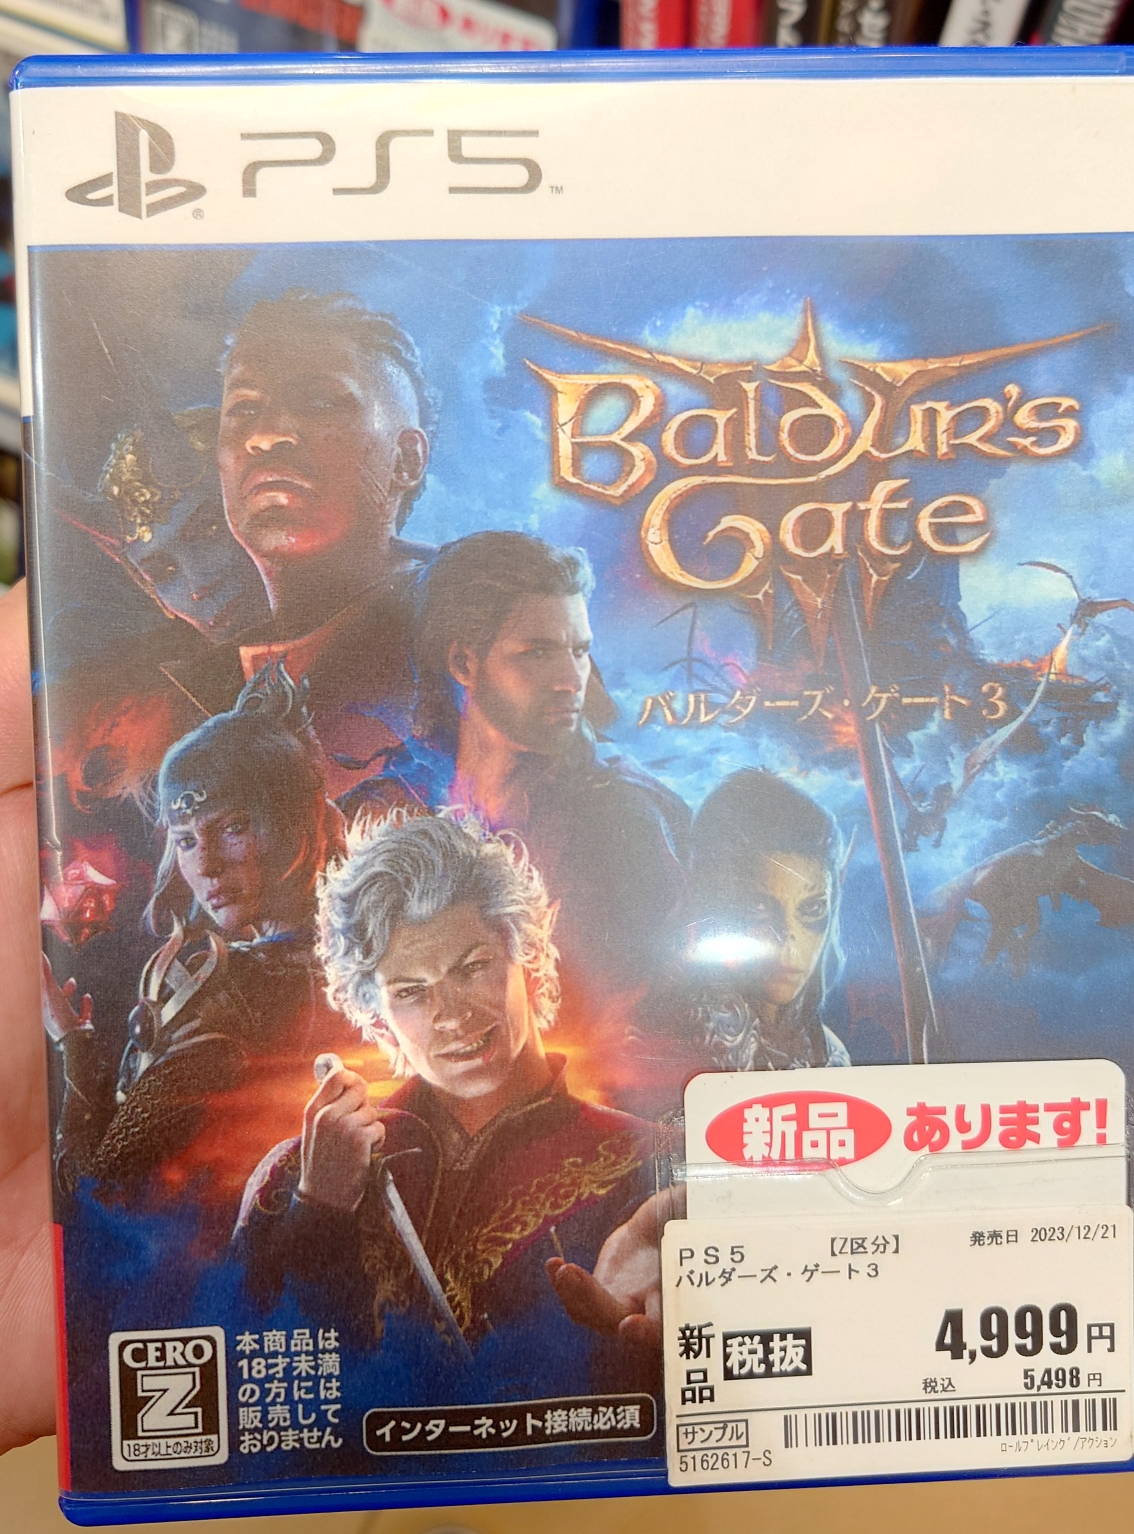 あります
PS5
Baldur's
Gate
バルダーズ・ゲート3
CERO
Z
18才以上のみ対象
本商品は
18才未満
の方には
販売して
おりません
インターネット接続必須
新品 あります!
PS5 【Z区分】 発売日 2023/12/21
バルダーズ・ゲート3
新品 税抜 4,999円
税込 5,498円
サンプル
5162617-S
ロールプレイング/アクション